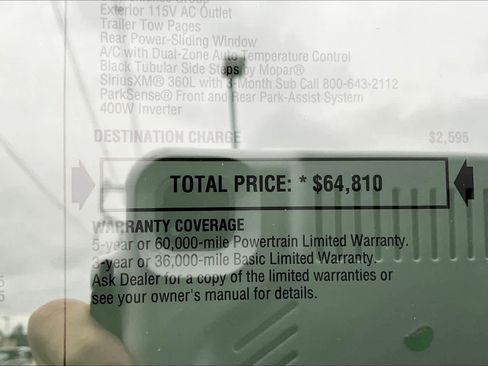 Exterior 115V AC Outlet
Trailer Tow Pages
Rear Power-Sliding Window
A/C with Dual-Zone Auto Temperature Control
Black Tubular Side Steps by Mopar®
SiriusXM® 360L with 3-Month Sub Call 800-643-2112
ParkSense® Front and Rear Park-Assist System
400W Inverter
DESTINATION CHARGE $2,595
TOTAL PRICE: * $64,810
WARRANTY COVERAGE
5-year or 60,000-mile Powertrain Limited Warranty.
3-year or 36,000-mile Basic Limited Warranty.
Ask Dealer for a copy of the limited warranties or
see your owner's manual for details.